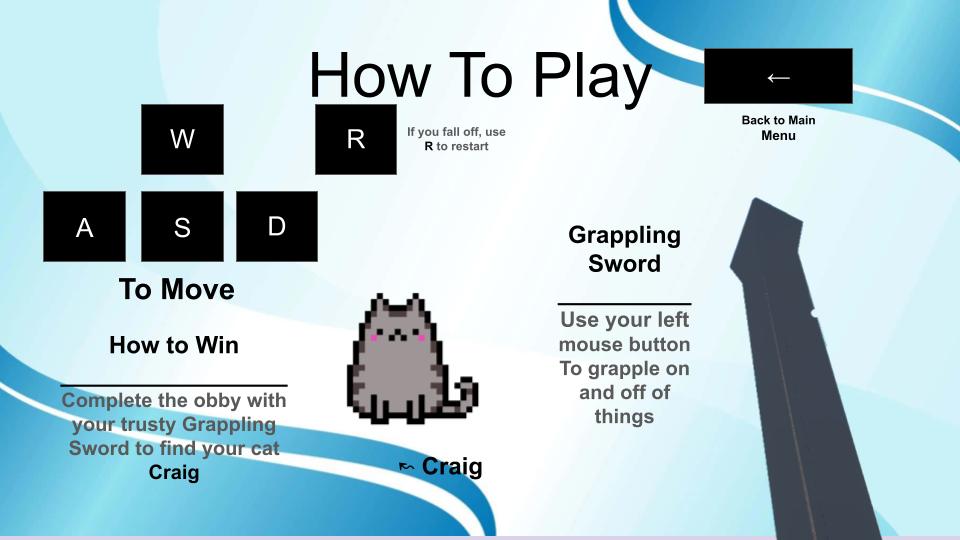 How To Play
←
Back to Main
Menu
W
R
If you fall off, use
R to restart
A
S
D
To Move
How to Win
Complete the obby with
your trusty Grappling
Sword to find your cat
Craig
↸ Craig
Grappling
Sword
Use your left
mouse button
To grapple on
and off of
things